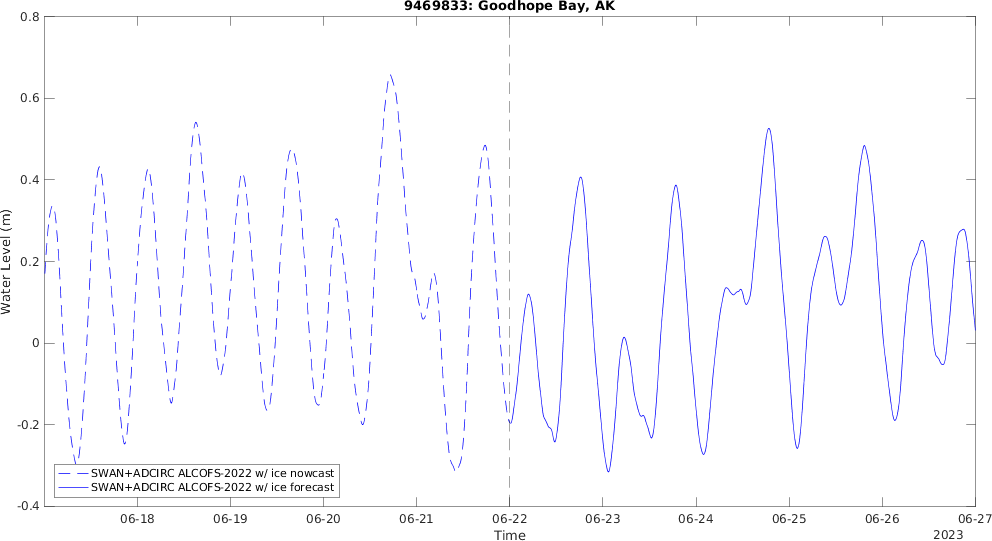 9469833: Goodhope Bay, AK
0.8
0.6
0.4
0.2
0
-0.2
-0.4
Water Level (m)
SWAN+ADCIRC ALCOFS-2022 w/ ice nowcast
SWAN+ADCIRC ALCOFS-2022 w/ ice forecast
06-18 06-19 06-20 06-21 06-22 06-23 06-24 06-25 06-26 06-27
Time
2023